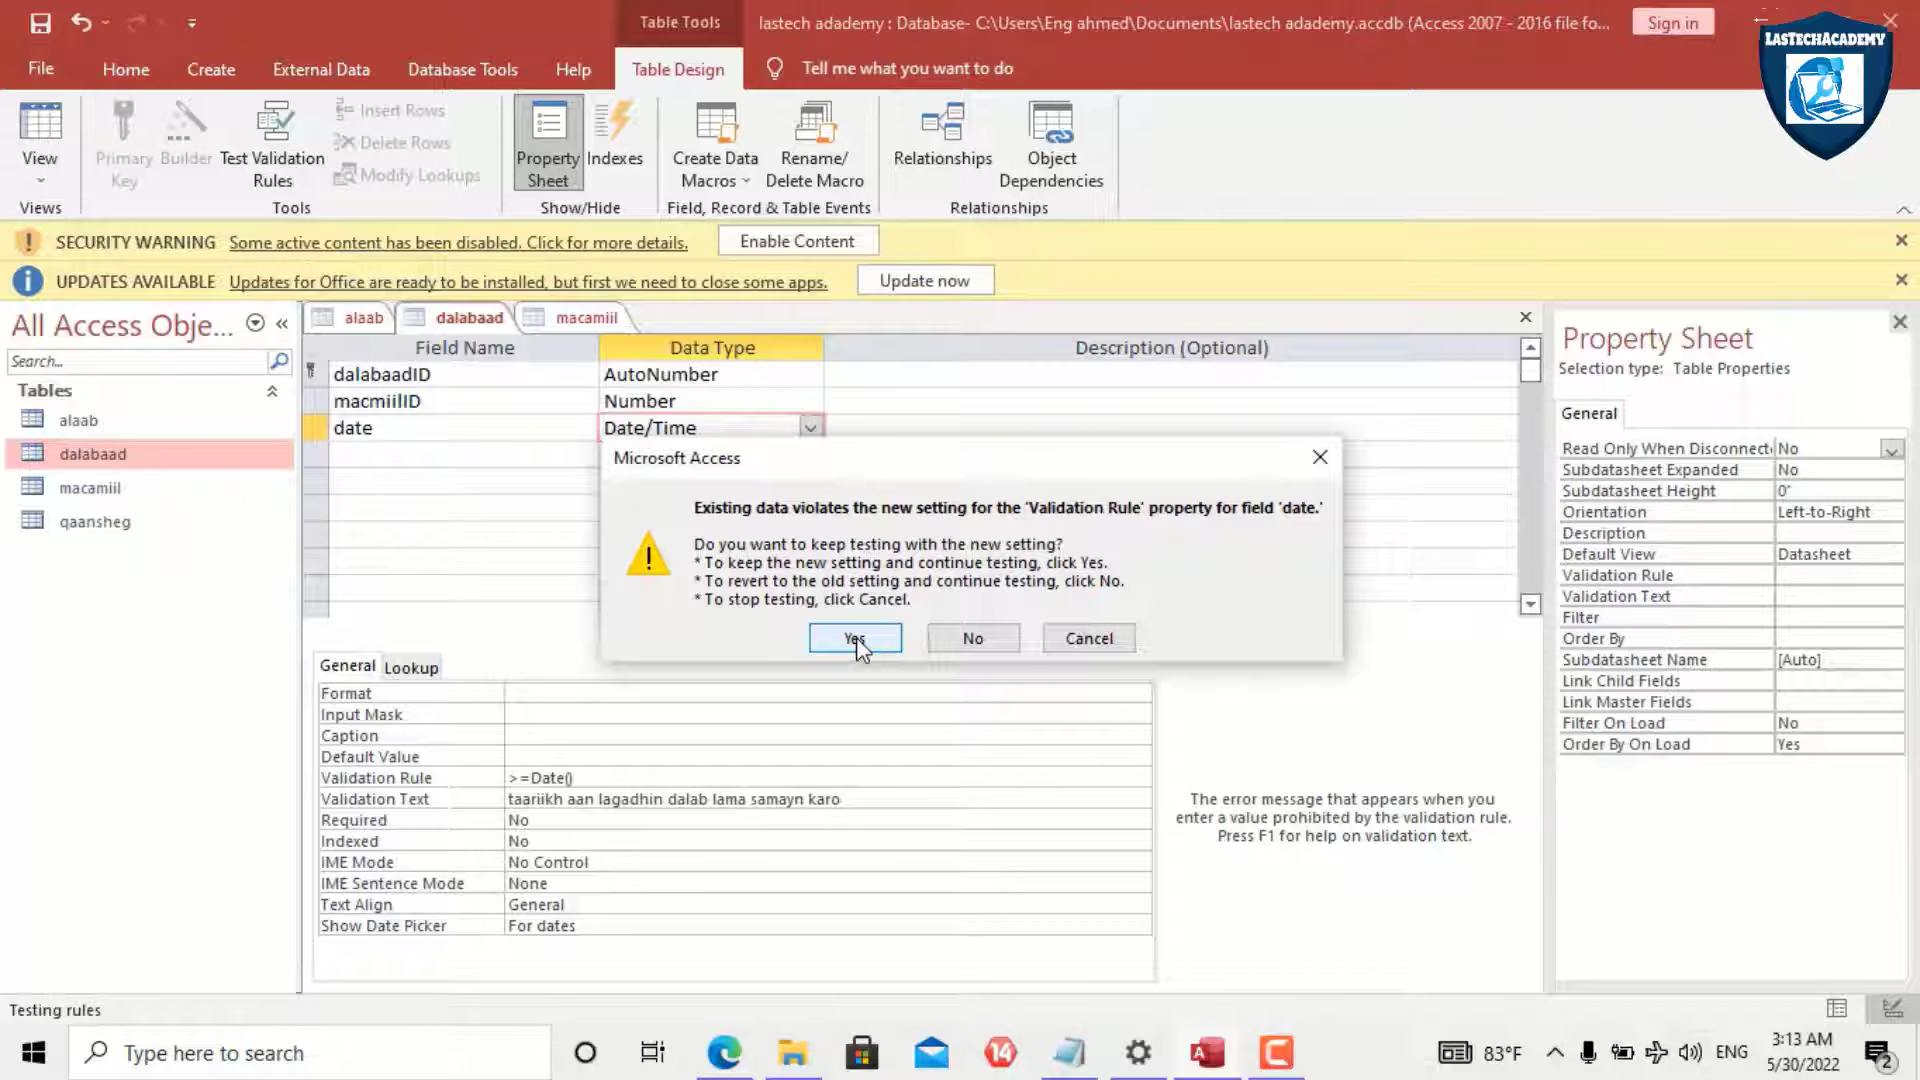 Table Tools
lastech adademy : Database- C:\Users\Eng ahmed\Documents\lastech adademy.accdb (Access 2007 - 2016 file fo...
Sign in
LasTechAcademy
File
Home
Create
External Data
Database Tools
Help
Table Design
Tell me what you want to do
View
Primary Key
Builder
Test Validation Rules
Insert Rows
Delete Rows
Modify Lookups
Property Sheet
Indexes
Create Data Macros
Rename/ Delete Macro
Relationships
Object Dependencies
Views
Tools
Show/Hide
Field, Record & Table Events
Relationships
SECURITY WARNING Some active content has been disabled. Click for more details. Enable Content
UPDATES AVAILABLE Updates for Office are ready to be installed, but first we need to close some apps. Update now
All Access Obje...
Search...
Tables
alaab
dalabaad
macamiil
qaansheg
alaab
dalabaad
macamiil
Field Name Data Type Description (Optional)
dalabaadID AutoNumber
macmiilID Number
date Date/Time
Microsoft Access
Existing data violates the new setting for the 'Validation Rule' property for field 'date.'
Do you want to keep testing with the new setting?
* To keep the new setting and continue testing, click Yes.
* To revert to the old setting and continue testing, click No.
* To stop testing, click Cancel.
Yes
No
Cancel
General
Lookup
Format
Input Mask
Caption
Default Value
Validation Rule >=Date()
Validation Text taariikh aan lagadhin dalab lama samayn karo
Required No
Indexed No
IME Mode No Control
IME Sentence Mode None
Text Align General
Show Date Picker For dates
The error message that appears when you
enter a value prohibited by the validation rule.
Press F1 for help on validation text.
Property Sheet
Selection type: Table Properties
General
Read Only When Disconnect No
Subdatasheet Expanded No
Subdatasheet Height 0"
Orientation Left-to-Right
Description
Default View Datasheet
Validation Rule
Validation Text
Filter
Order By
Subdatasheet Name [Auto]
Link Child Fields
Link Master Fields
Filter On Load No
Order By On Load Yes
Testing rules
Type here to search
14
83°F
ENG
3:13 AM
5/30/2022
2